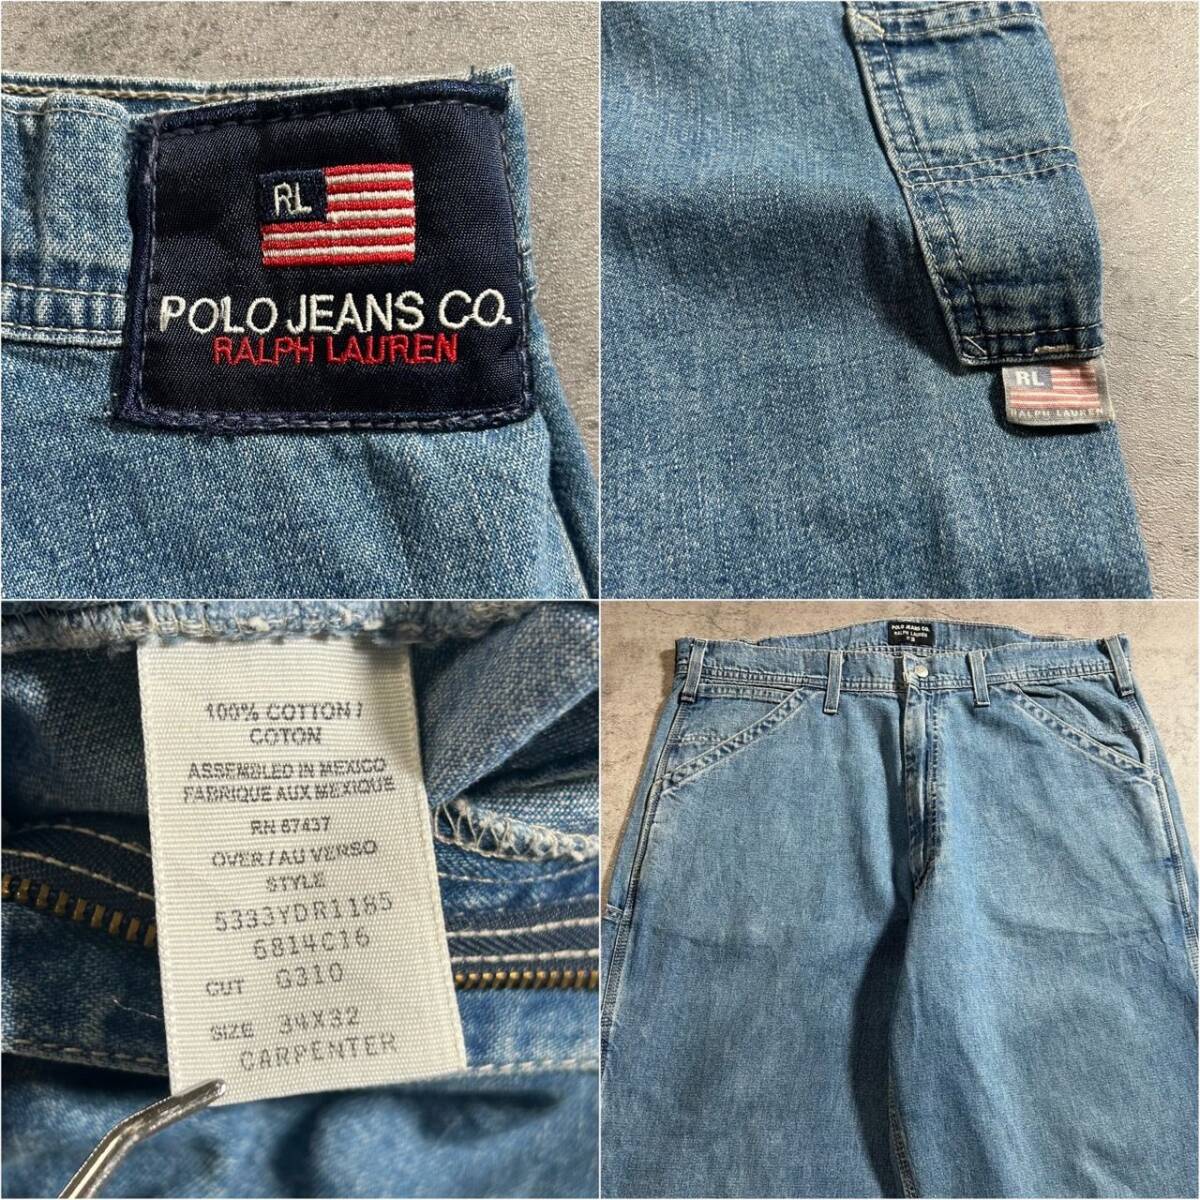 RL
POLO JEANS CO.
RALPH LAUREN
RL
RALPH LAUREN
100% COTTON /
COTON
ASSEMBLED IN MEXICO
FABRIQUE AUX MEXIQUE
RN 67437
OVER / AU VERSO
STYLE
5333YDR1185
6814C16
CUT G310
SIZE 34X32
CARPENTER
POLO JEANS CO.
RALPH LAUREN